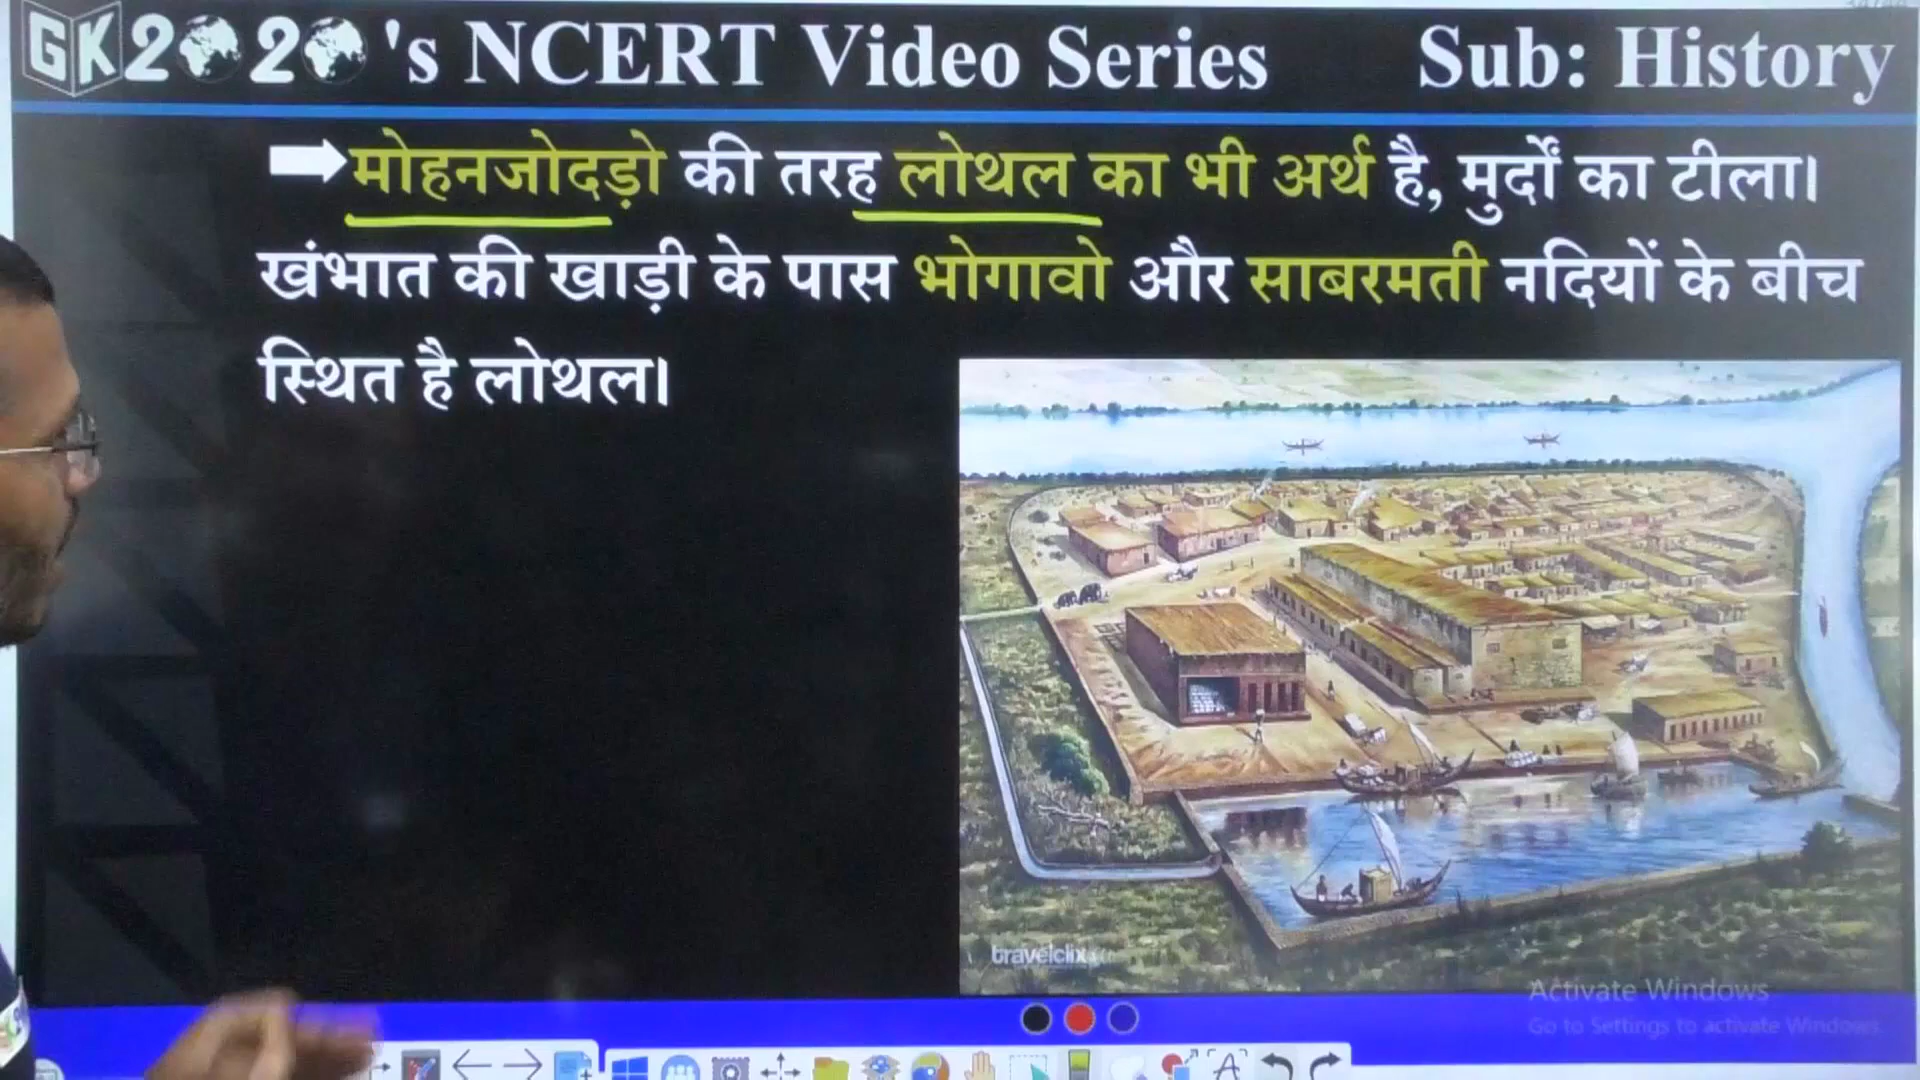 GK2020's NCERT Video Series Sub: History
मोहनजोदड़ो की तरह लोथल का भी अर्थ है, मुर्दों का टीला।
खंभात की खाड़ी के पास भोगावो और साबरमती नदियों के बीच
स्थित है लोथल।
travelclix
Activate Windows
Go to Settings to activate Windows